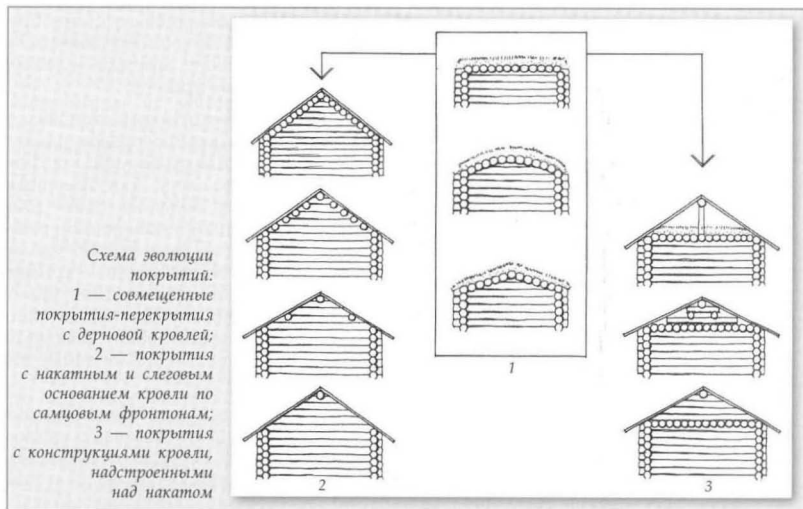 Схема эволюции
покрытий:
1 — совмещенные
покрытия-перекрытия
с дерновой кровлей;
2 — покрытия
с накатным и слеговым
основанием кровли по
самцовым фронтонам;
3 — покрытия
с конструкциями кровли,
надстроенными
над накатом
1
2
3